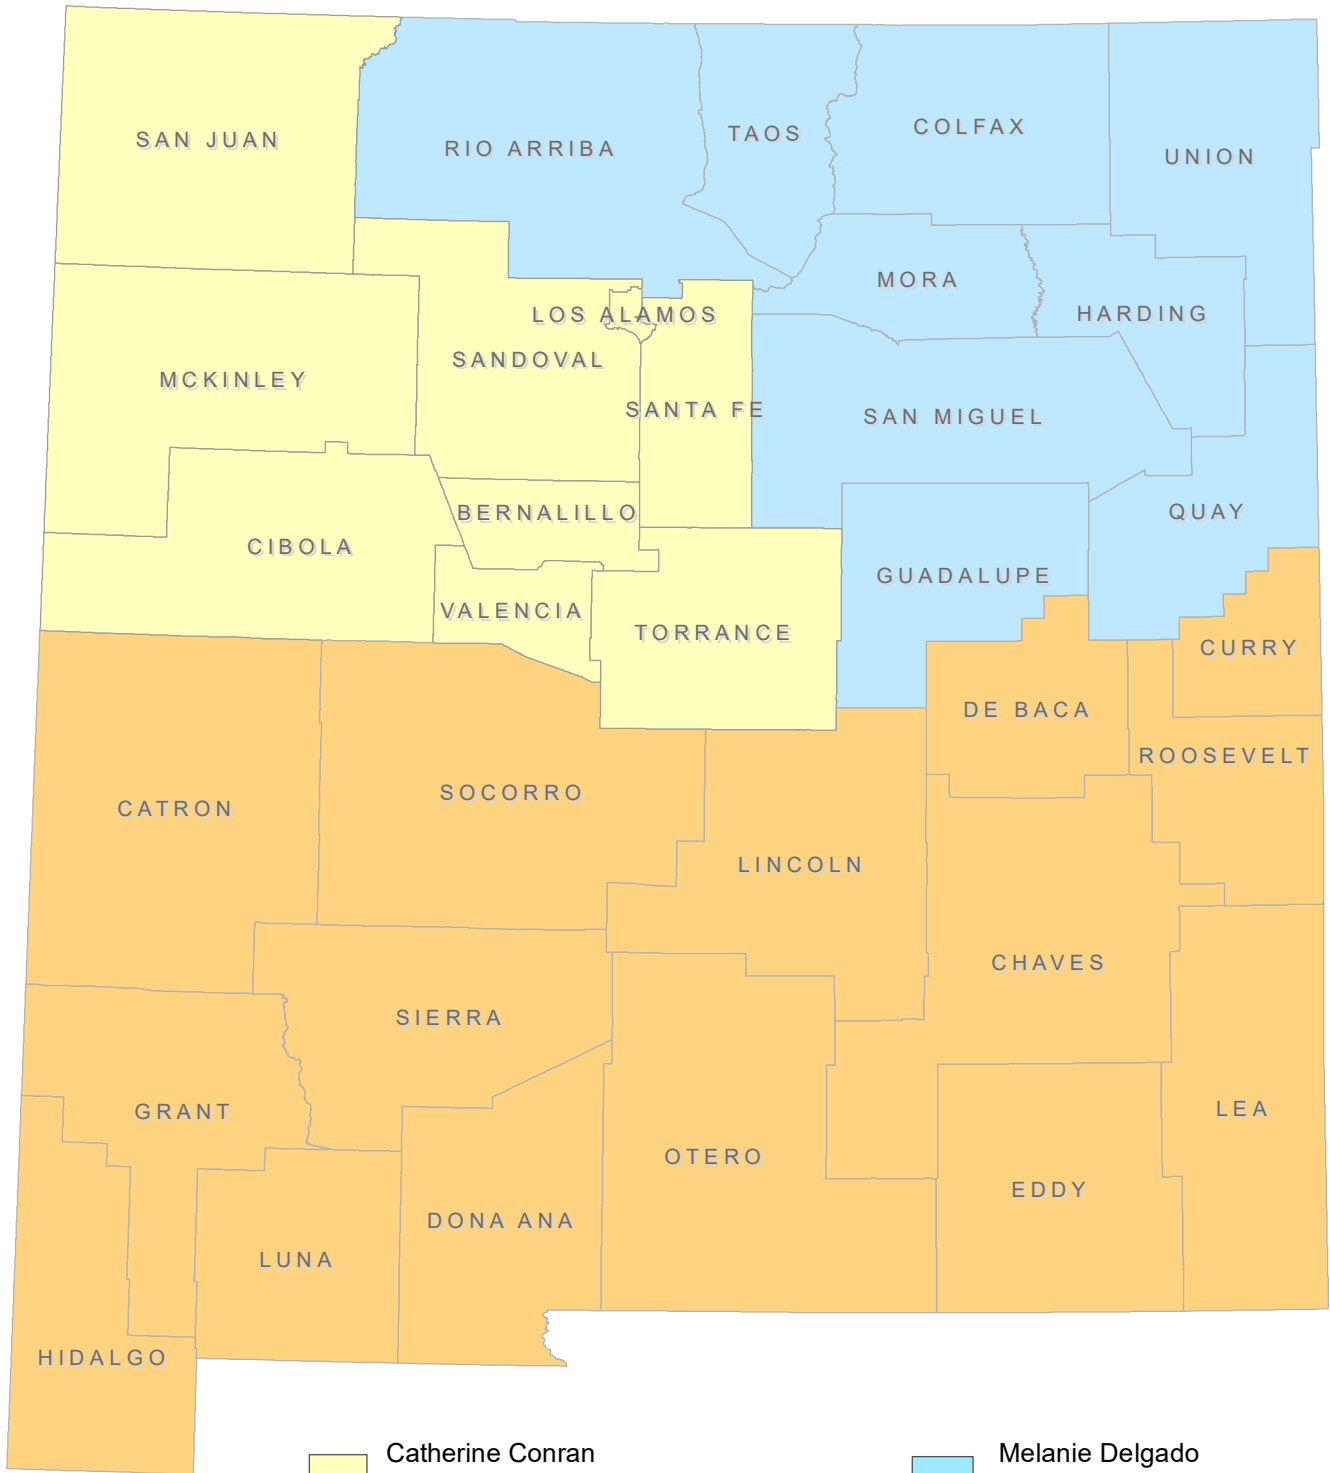 SAN JUAN
RIO ARRIBA
TAOS
COLFAX
UNION
MORA
HARDING
LOS ALAMOS
SANDOVAL
MCKINLEY
SANTA FE
SAN MIGUEL
BERNALILLO
QUAY
CIBOLA
GUADALUPE
VALENCIA
TORRANCE
CURRY
DE BACA
ROOSEVELT
CATRON
SOCORRO
LINCOLN
CHAVES
SIERRA
GRANT
LEA
OTERO
EDDY
DONA ANA
LUNA
HIDALGO
Catherine Conran
Melanie Delgado